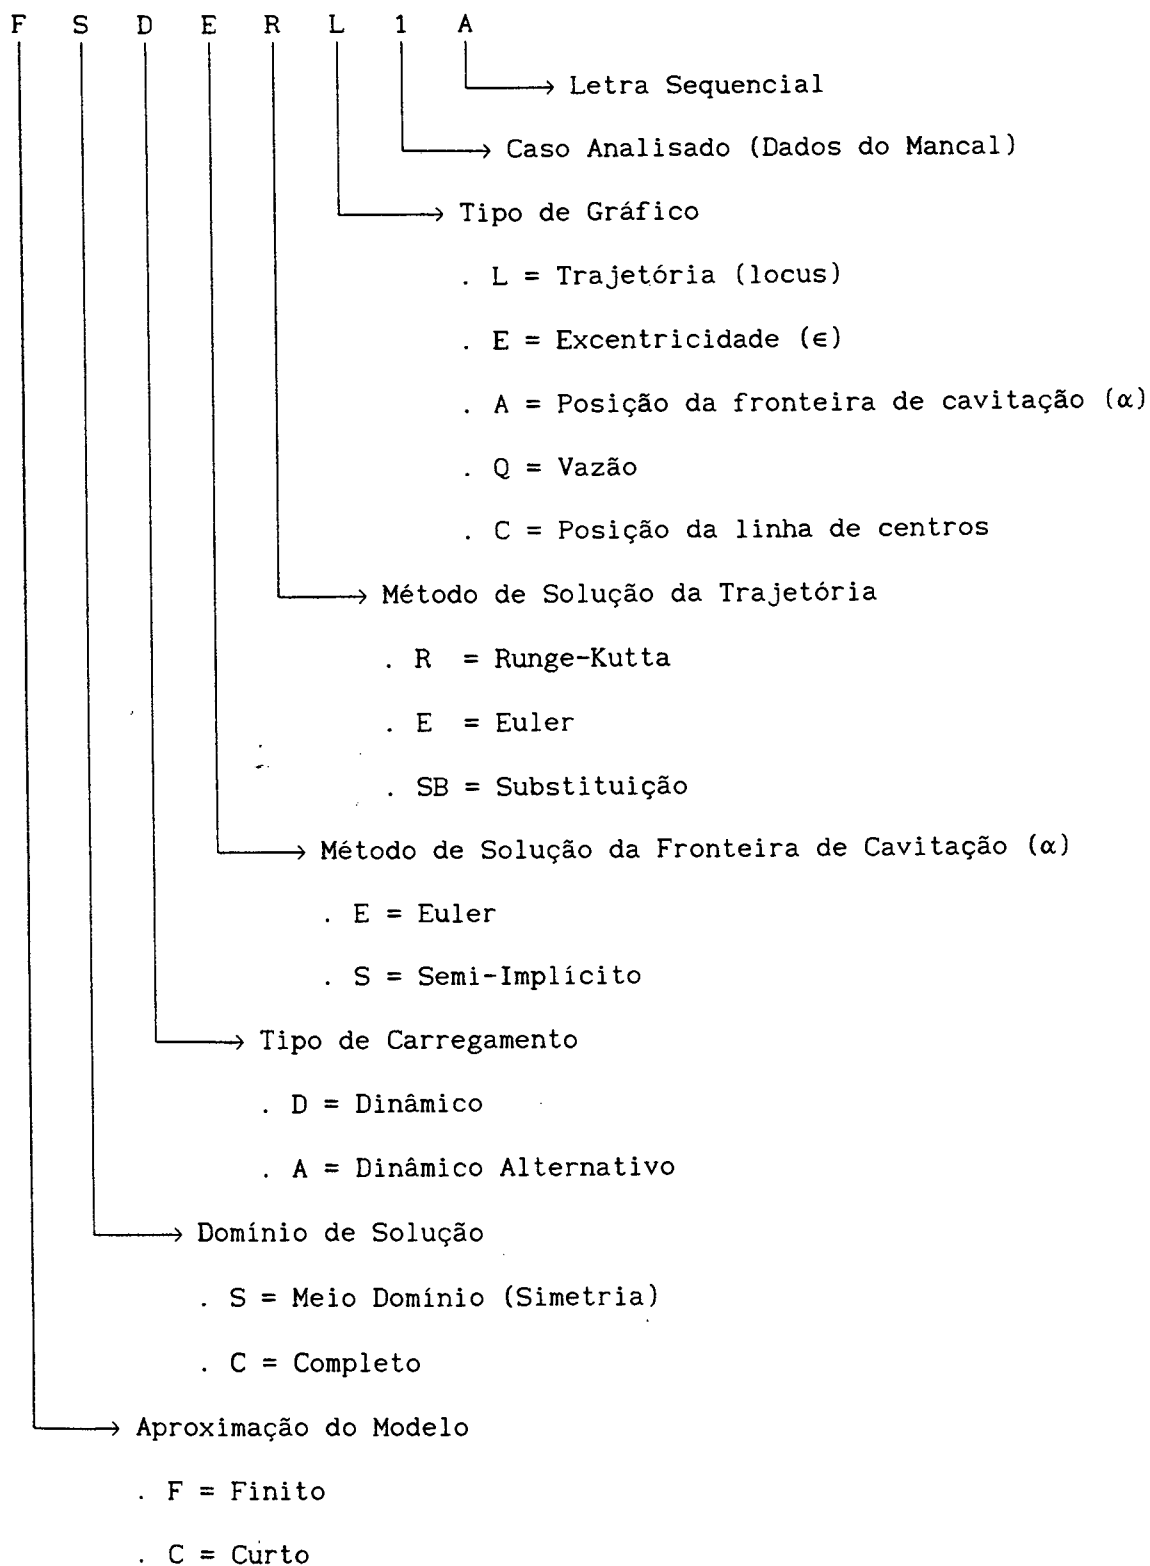 F S D E R L 1 A
Letra Sequencial
Caso Analisado (Dados do Mancal)
Tipo de Gráfico
. L = Trajetória (locus)
. E = Excentricidade (ϵ)
. A = Posição da fronteira de cavitação (α)
. Q = Vazão
. C = Posição da linha de centros
Método de Solução da Trajetória
. R = Runge-Kutta
. E = Euler
. SB = Substituição
Método de Solução da Fronteira de Cavitação (α)
. E = Euler
. S = Semi-Implícito
Tipo de Carregamento
. D = Dinâmico
. A = Dinâmico Alternativo
Domínio de Solução
. S = Meio Domínio (Simetria)
. C = Completo
Aproximação do Modelo
. F = Finito
. C = Curto